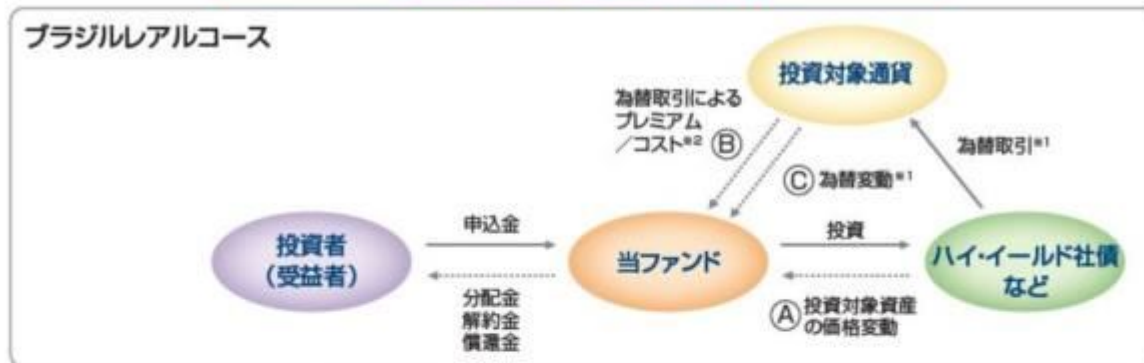 ブラジルレアルコース
投資対象通貨
為替取引による
プレミアム
／コスト※2 Ⓑ
為替取引※1
Ⓒ 為替変動※1
投資者
（受益者）
申込金
分配金
解約金
償還金
当ファンド
投資
Ⓐ 投資対象資産
の価格変動
ハイ・イールド社債
など